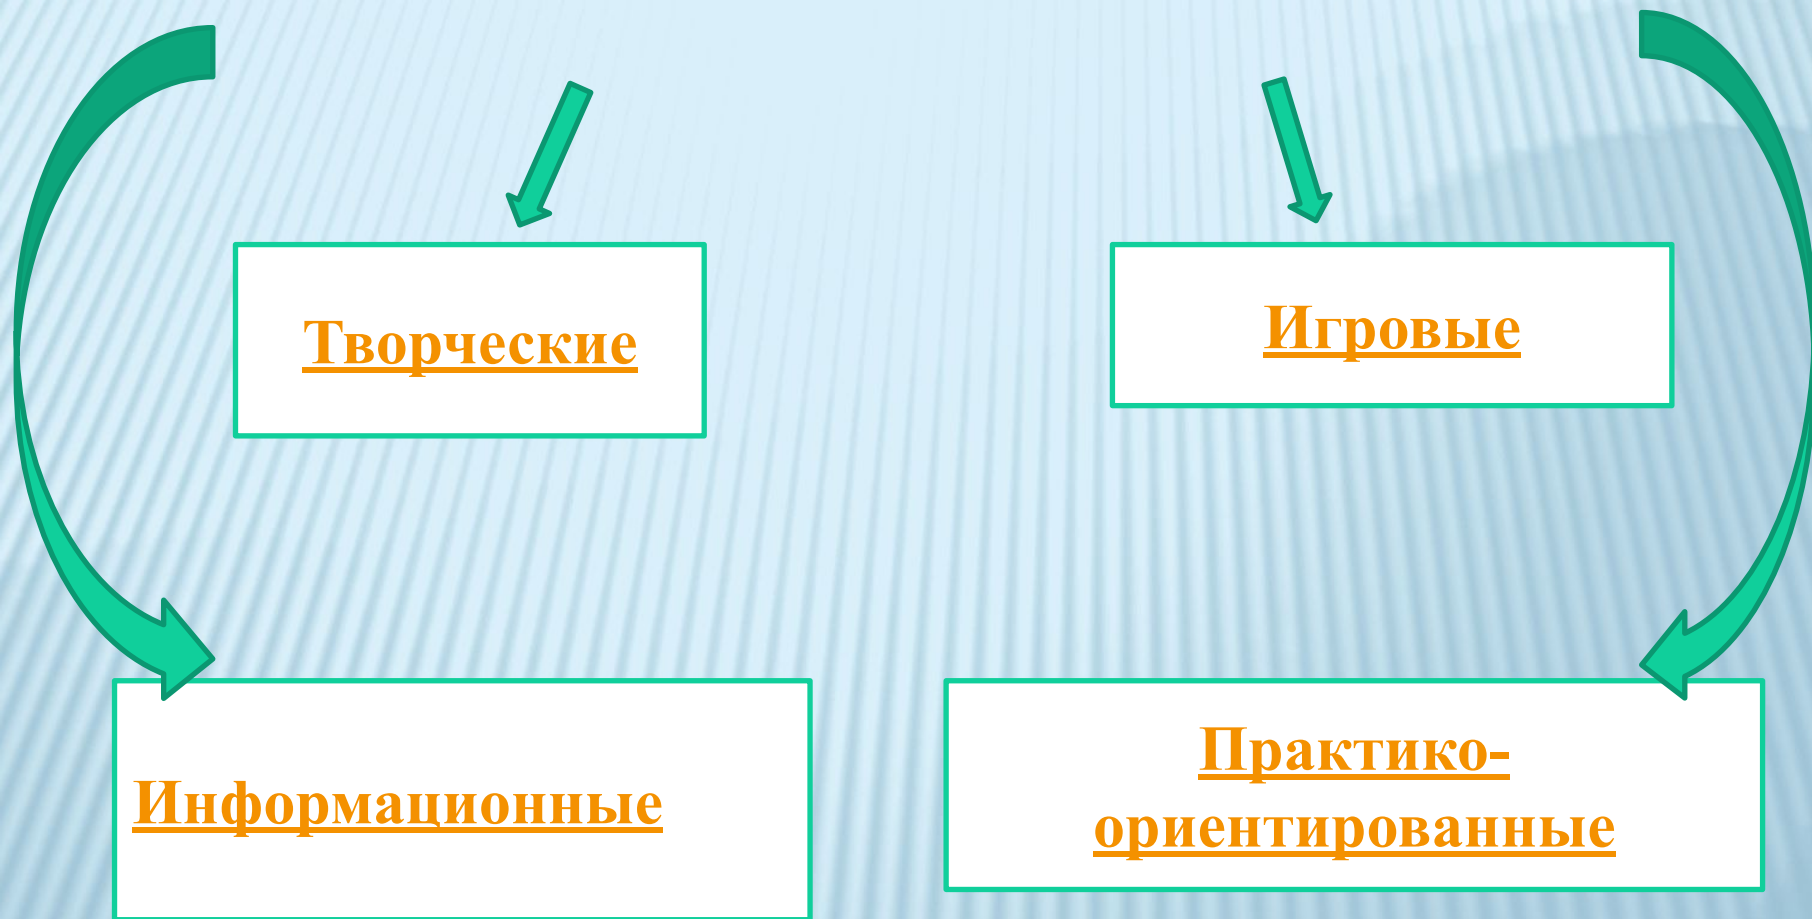 Творческие
Игровые
Информационные
Практико-
ориентированные